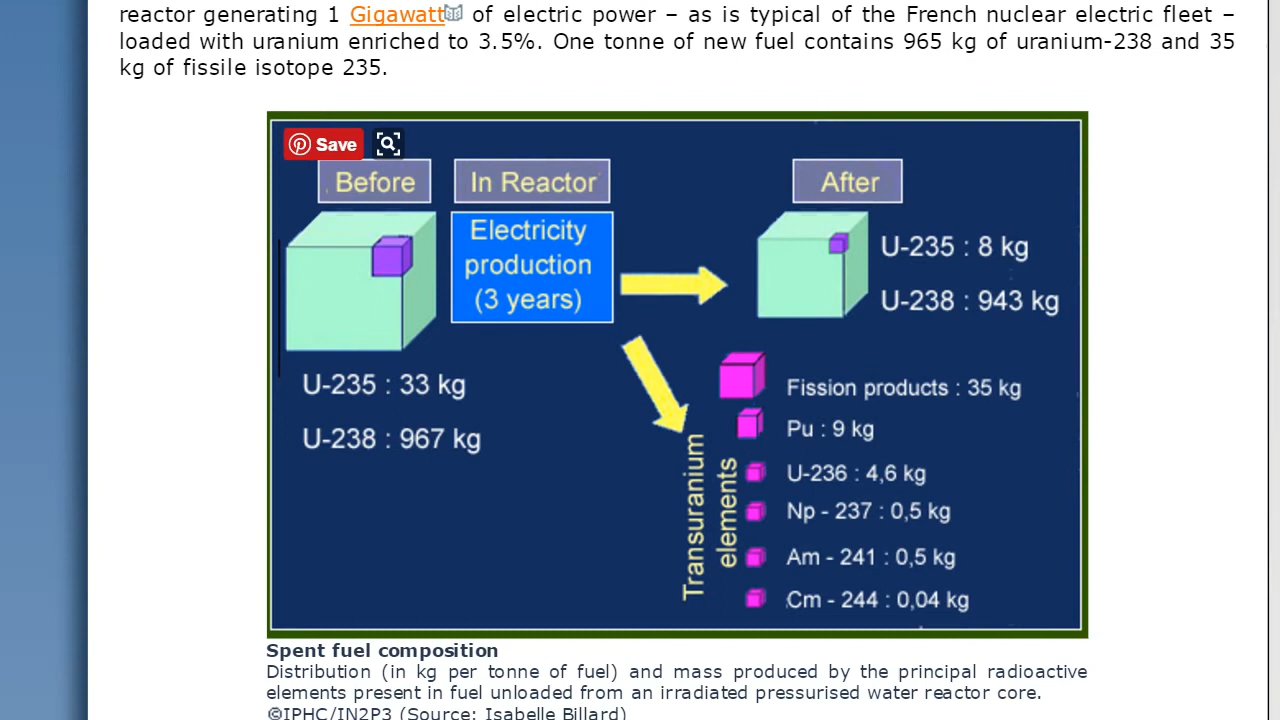 reactor generating 1 Gigawatt of electric power – as is typical of the French nuclear electric fleet –
loaded with uranium enriched to 3.5%. One tonne of new fuel contains 965 kg of uranium-238 and 35
kg of fissile isotope 235.
Save
Before
In Reactor
After
Electricity
production
(3 years)
U-235 : 8 kg
U-238 : 943 kg
U-235 : 33 kg
U-238 : 967 kg
Transuranium
elements
Fission products : 35 kg
Pu : 9 kg
U-236 : 4,6 kg
Np - 237 : 0,5 kg
Am - 241 : 0,5 kg
Cm - 244 : 0,04 kg
Spent fuel composition
Distribution (in kg per tonne of fuel) and mass produced by the principal radioactive
elements present in fuel unloaded from an irradiated pressurised water reactor core.
©IPHC/IN2P3 (Source: Isabelle Billard)